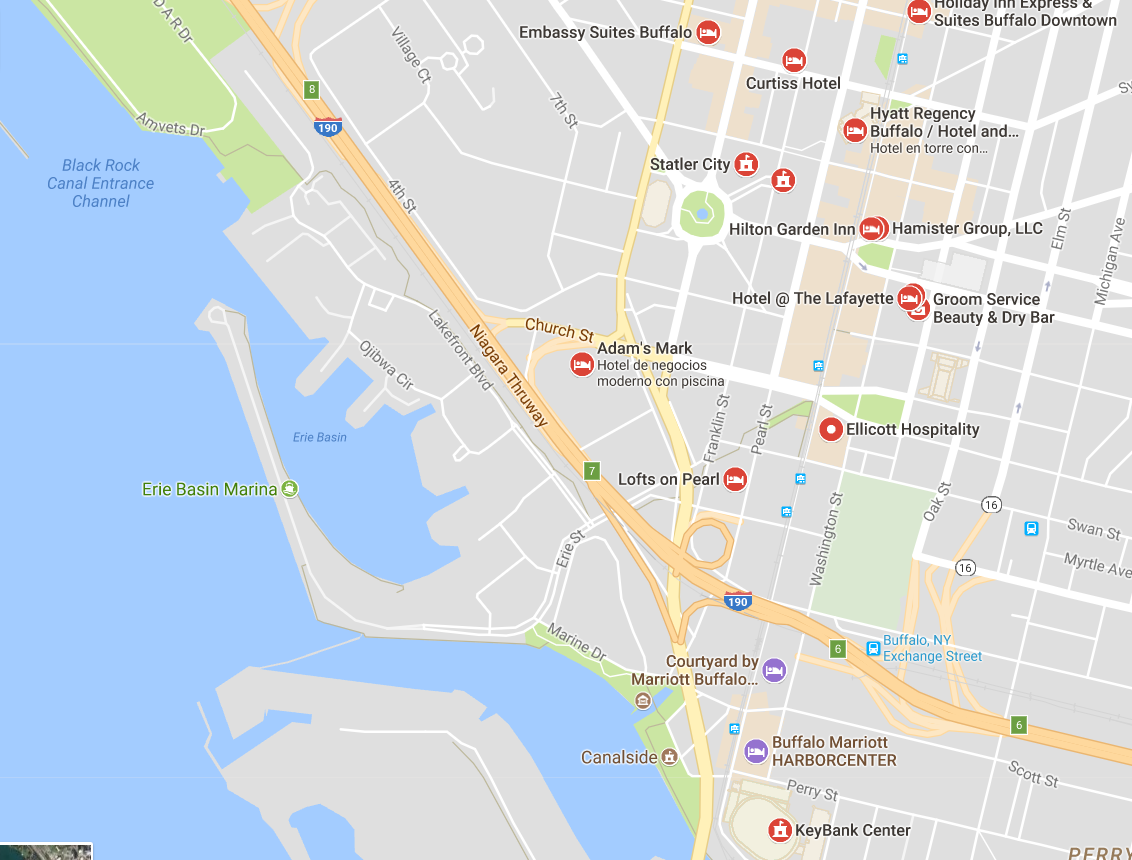 Holiday Inn Express &
Suites Buffalo Downtown
D A R Dr
Embassy Suites Buffalo
Village Ct
Curtiss Hotel
8
7th St
Hyatt Regency
Buffalo / Hotel and...
Hotel en torre con...
Amvets Dr
190
Black Rock
Canal Entrance
Channel
Statler City
4th St
Hilton Garden Inn
Hamister Group, LLC
Elm St
Michigan Ave
Hotel @ The Lafayette
Groom Service
Beauty & Dry Bar
Church St
Lakefront Blvd
Niagara Thruway
Adam's Mark
Hotel de negocios
moderno con piscina
Ojibwa Cir
Franklin St
Pearl St
Erie Basin
Ellicott Hospitality
7
Lofts on Pearl
Erie Basin Marina
Oak St
16
Washington St
Swan St
Erie St
Myrtle Ave
16
190
Marine Dr
6
Buffalo, NY
Exchange Street
Courtyard by
Marriott Buffalo...
6
Buffalo Marriott
HARBORCENTER
Canalside
Scott St
Perry St
KeyBank Center
PERRY